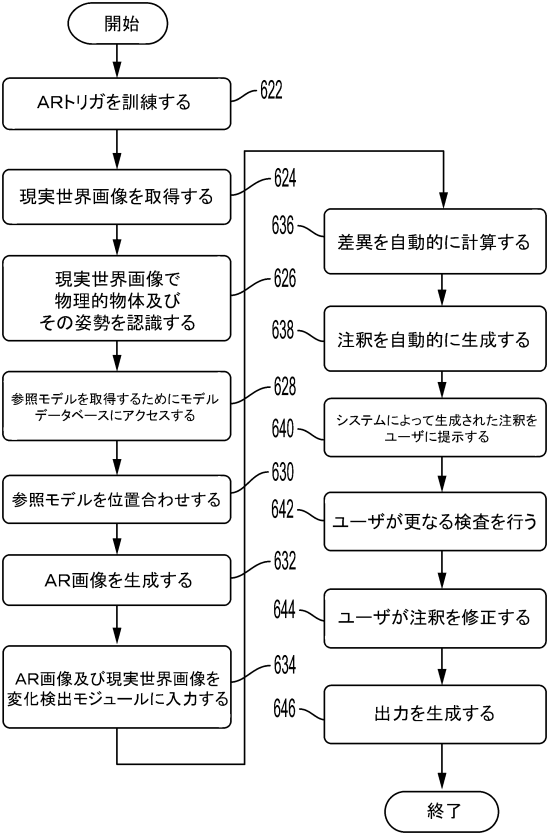 開始
ARトリガを訓練する
622
現実世界画像を取得する
624
現実世界画像で
物理的物体及び
その姿勢を認識する
626
参照モデルを取得するためにモデル
データベースにアクセスする
628
参照モデルを位置合わせする
630
AR画像を生成する
632
AR画像及び現実世界画像を
変化検出モジュールに入力する
634
差異を自動的に計算する
636
注釈を自動的に生成する
638
システムによって生成された注釈を
ユーザに提示する
640
ユーザが更なる検査を行う
642
ユーザが注釈を修正する
644
出力を生成する
646
終了